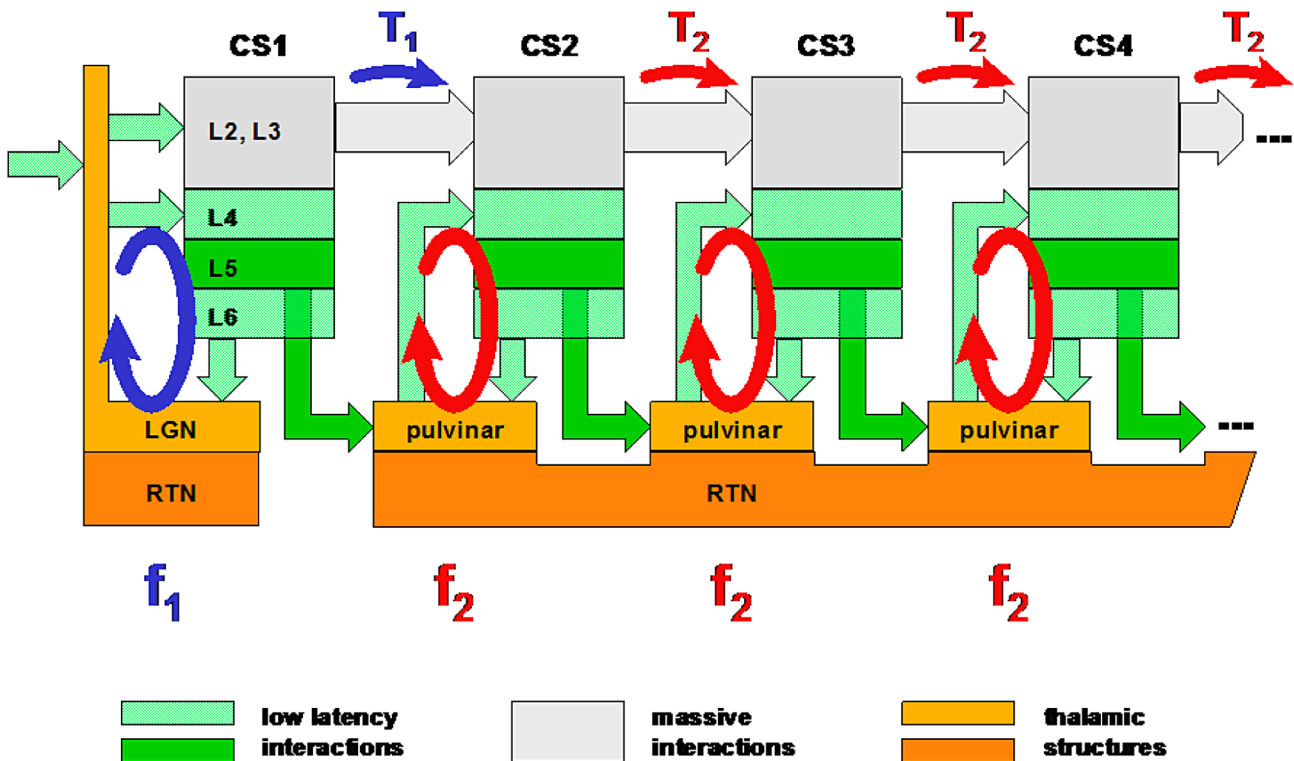 T1 T2 T2 T2
CS1 CS2 CS3 CS4
L2, L3
---
L4
L5
L6
LGN pulvinar pulvinar pulvinar ---
RTN RTN
f1 f2 f2 f2
low latency massive thalamic
interactions interactions structures